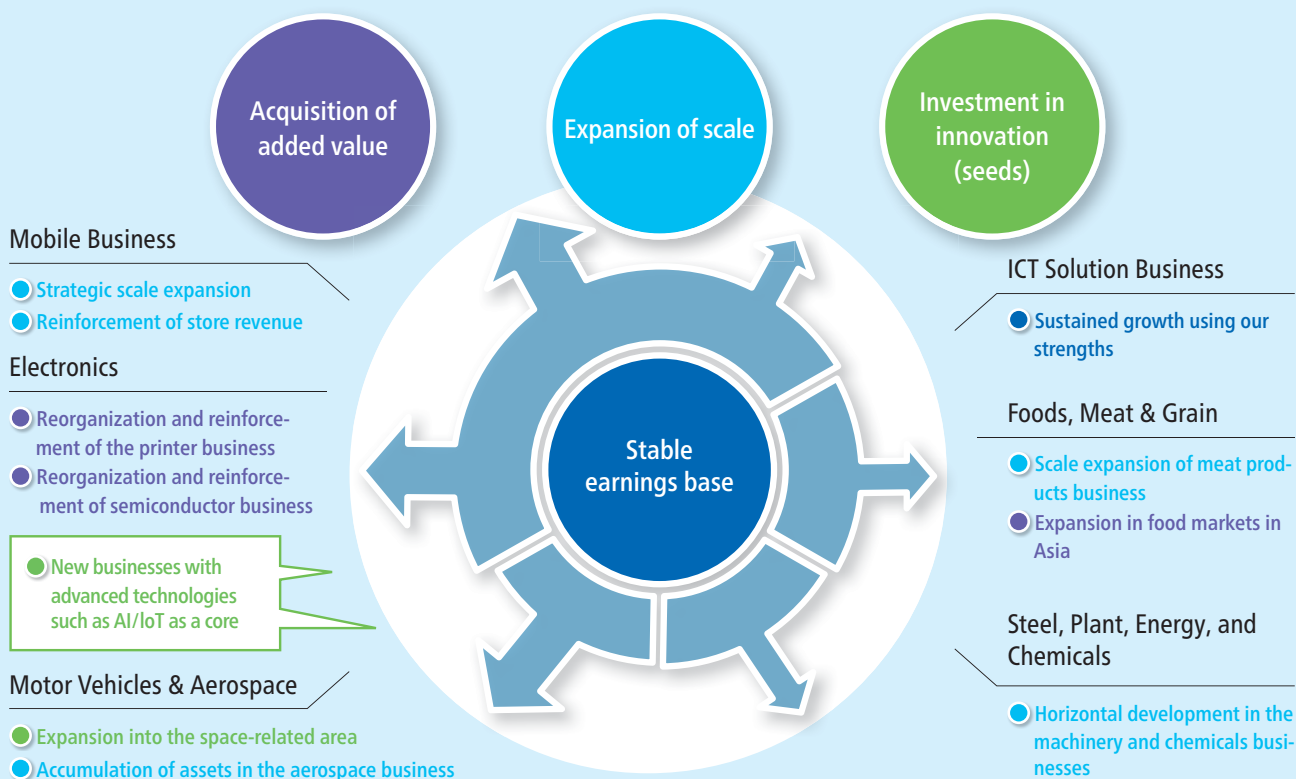 Acquisition of
added value
Expansion of scale
Investment in
innovation
(seeds)
Mobile Business
Strategic scale expansion
Reinforcement of store revenue
Electronics
Reorganization and reinforce-
ment of the printer business
Reorganization and reinforce-
ment of semiconductor business
New businesses with
advanced technologies
such as AI/IoT as a core
Motor Vehicles & Aerospace
Expansion into the space-related area
Accumulation of assets in the aerospace business
Stable
earnings base
ICT Solution Business
Sustained growth using our
strengths
Foods, Meat & Grain
Scale expansion of meat prod-
ucts business
Expansion in food markets in
Asia
Steel, Plant, Energy, and
Chemicals
Horizontal development in the
machinery and chemicals busi-
nesses